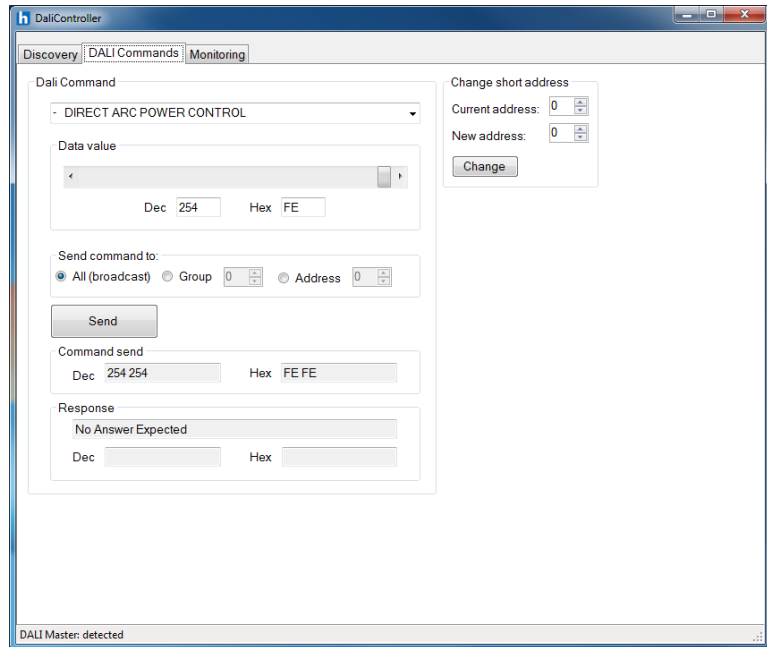 DaliController
Discovery DALI Commands Monitoring
Dali Command
- DIRECT ARC POWER CONTROL
Data value
Dec 254 Hex FE
Send command to:
All (broadcast) Group 0 Address 0
Send
Command send
Dec 254 254 Hex FE FE
Response
No Answer Expected
Dec Hex
Change short address
Current address: 0
New address: 0
Change
DALI Master: detected